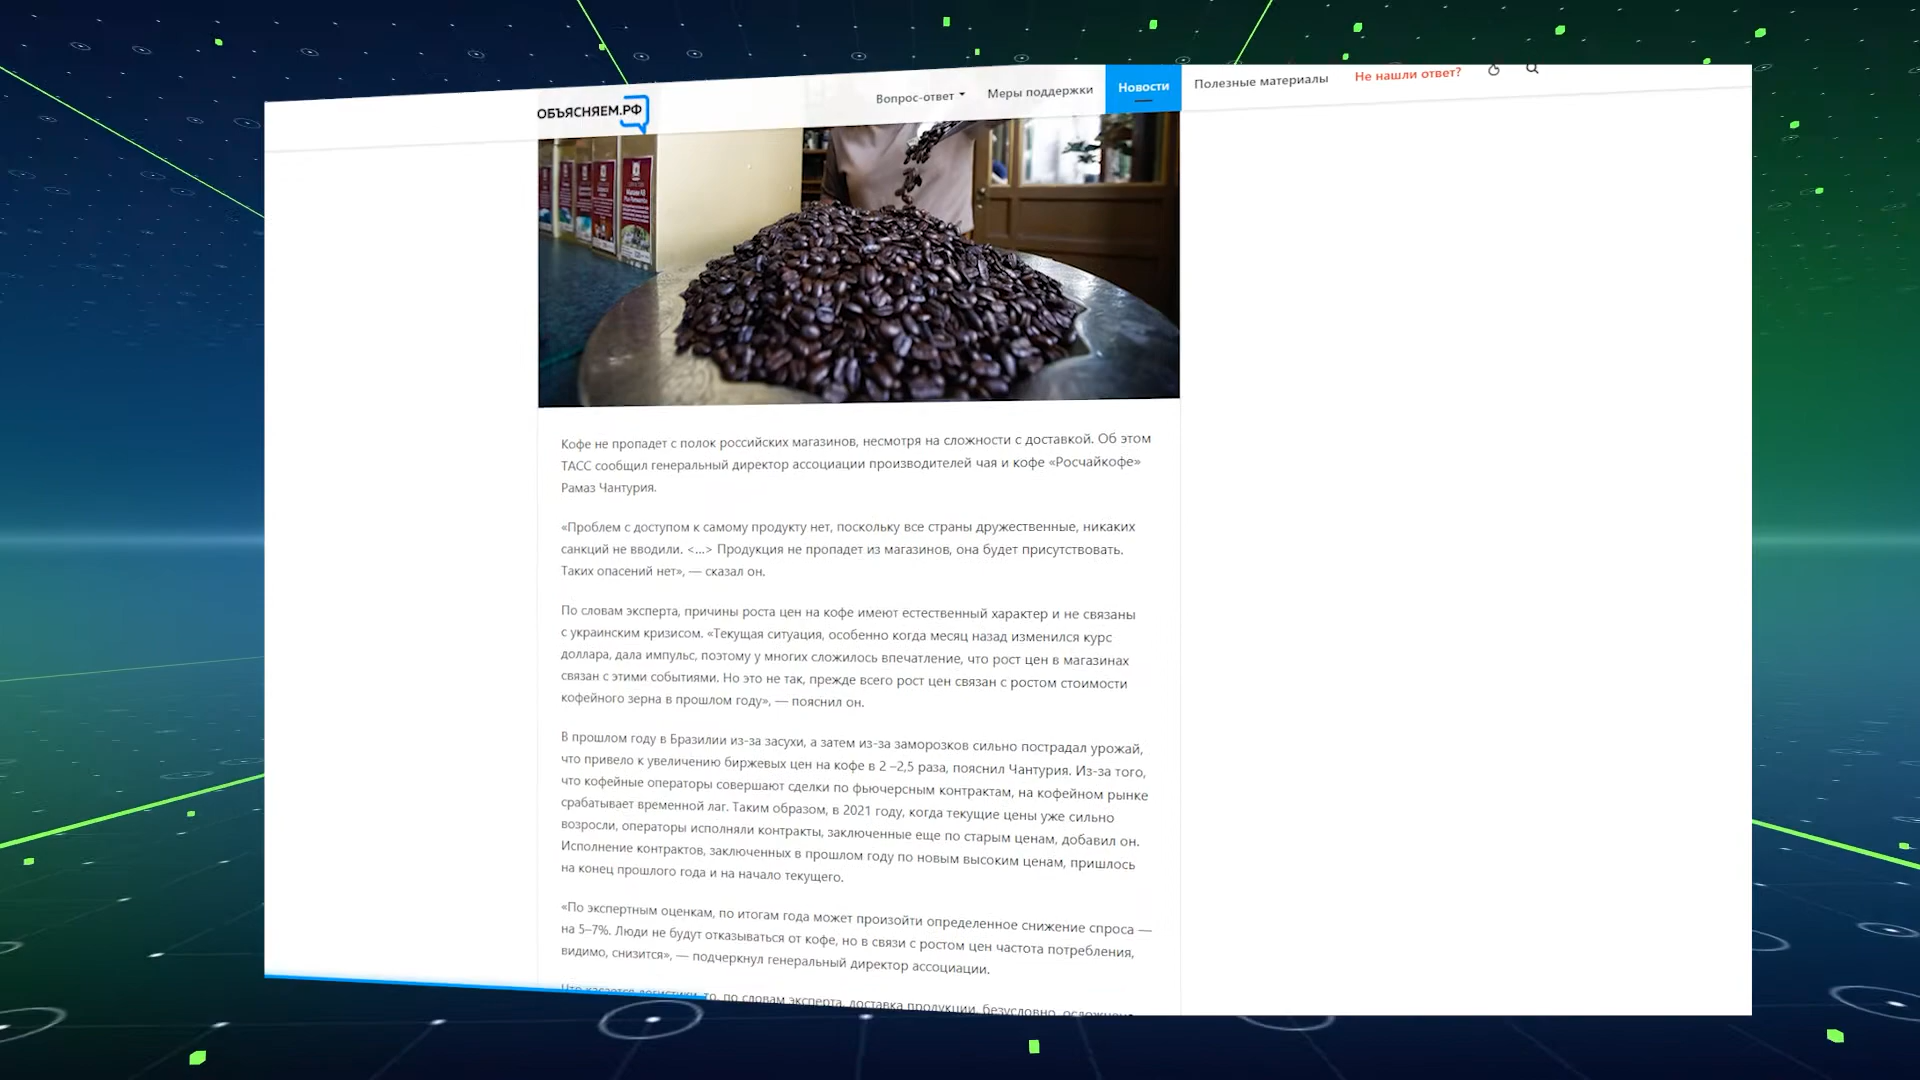 ОБЪЯСНЯЕМ.РФ
Вопрос-ответ
Меры поддержки
Новости
Полезные материалы
Не нашли ответ?
Кофе не пропадет с полок российских магазинов, несмотря на сложности с доставкой. Об этом
ТАСС сообщил генеральный директор ассоциации производителей чая и кофе «Росчайкофе»
Рамаз Чантурия.
«Проблем с доступом к самому продукту нет, поскольку все страны дружественные, никаких
санкций не вводили. <...> Продукция не пропадет из магазинов, она будет присутствовать.
Таких опасений нет», — сказал он.
По словам эксперта, причины роста цен на кофе имеют естественный характер и не связаны
с украинским кризисом. «Текущая ситуация, особенно когда месяц назад изменился курс
доллара, дала импульс, поэтому у многих сложилось впечатление, что рост цен в магазинах
связан с этими событиями. Но это не так, прежде всего рост цен связан с ростом стоимости
кофейного зерна в прошлом году», — пояснил он.
В прошлом году в Бразилии из-за засухи, а затем из-за заморозков сильно пострадал урожай,
что привело к увеличению биржевых цен на кофе в 2 –2,5 раза, пояснил Чантурия. Из-за того,
что кофейные операторы совершают сделки по фьючерсным контрактам, на кофейном рынке
срабатывает временной лаг. Таким образом, в 2021 году, когда текущие цены уже сильно
возросли, операторы исполняли контракты, заключенные еще по старым ценам, добавил он.
Исполнение контрактов, заключенных в прошлом году по новым высоким ценам, пришлось
на конец прошлого года и на начало текущего.
«По экспертным оценкам, по итогам года может произойти определенное снижение спроса —
на 5–7%. Люди не будут отказываться от кофе, но в связи с ростом цен частота потребления,
видимо, снизится», — подчеркнул генеральный директор ассоциации.
Что касается логистики, то, по словам эксперта, доставка продукции, безусловно,